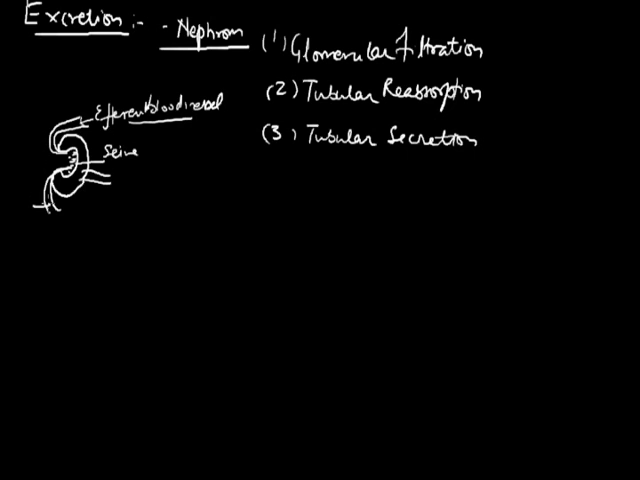 Excretion :- - Nephron
(1) Glomerular Filtration
(2) Tubular Reabsorption
(3) Tubular Secretion
Efferent blood vessel
Seive